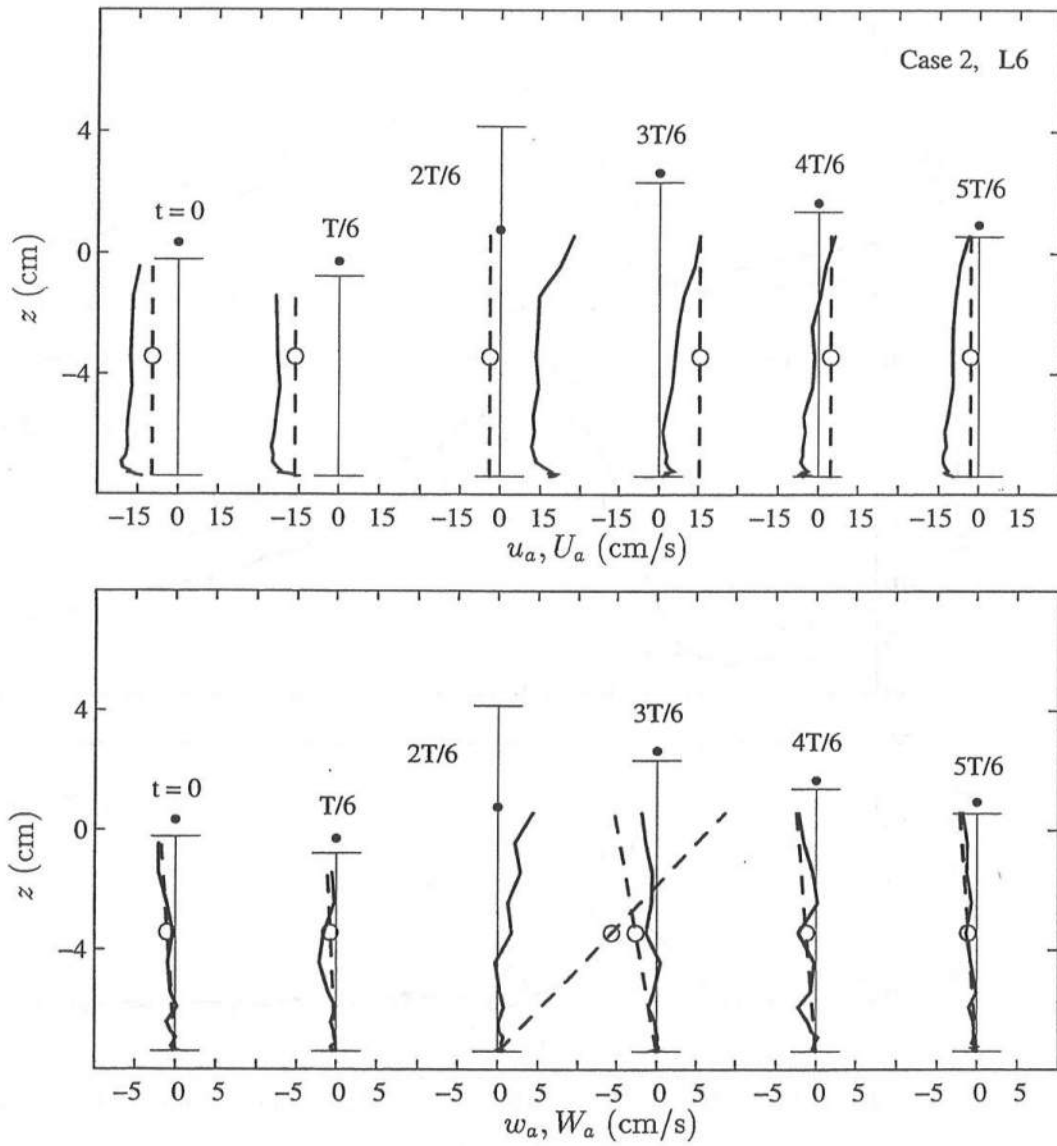 Case 2, L6
4
0
−4
z (cm)
t = 0
T/6
2T/6
3T/6
4T/6
5T/6
−15 0 15 −15 0 15 −15 0 15 −15 0 15 −15 0 15 −15 0 15
u_a, U_a (cm/s)
4
0
−4
z (cm)
t = 0
T/6
2T/6
3T/6
4T/6
5T/6
−5 0 5 −5 0 5 −5 0 5 −5 0 5 −5 0 5 −5 0 5
w_a, W_a (cm/s)